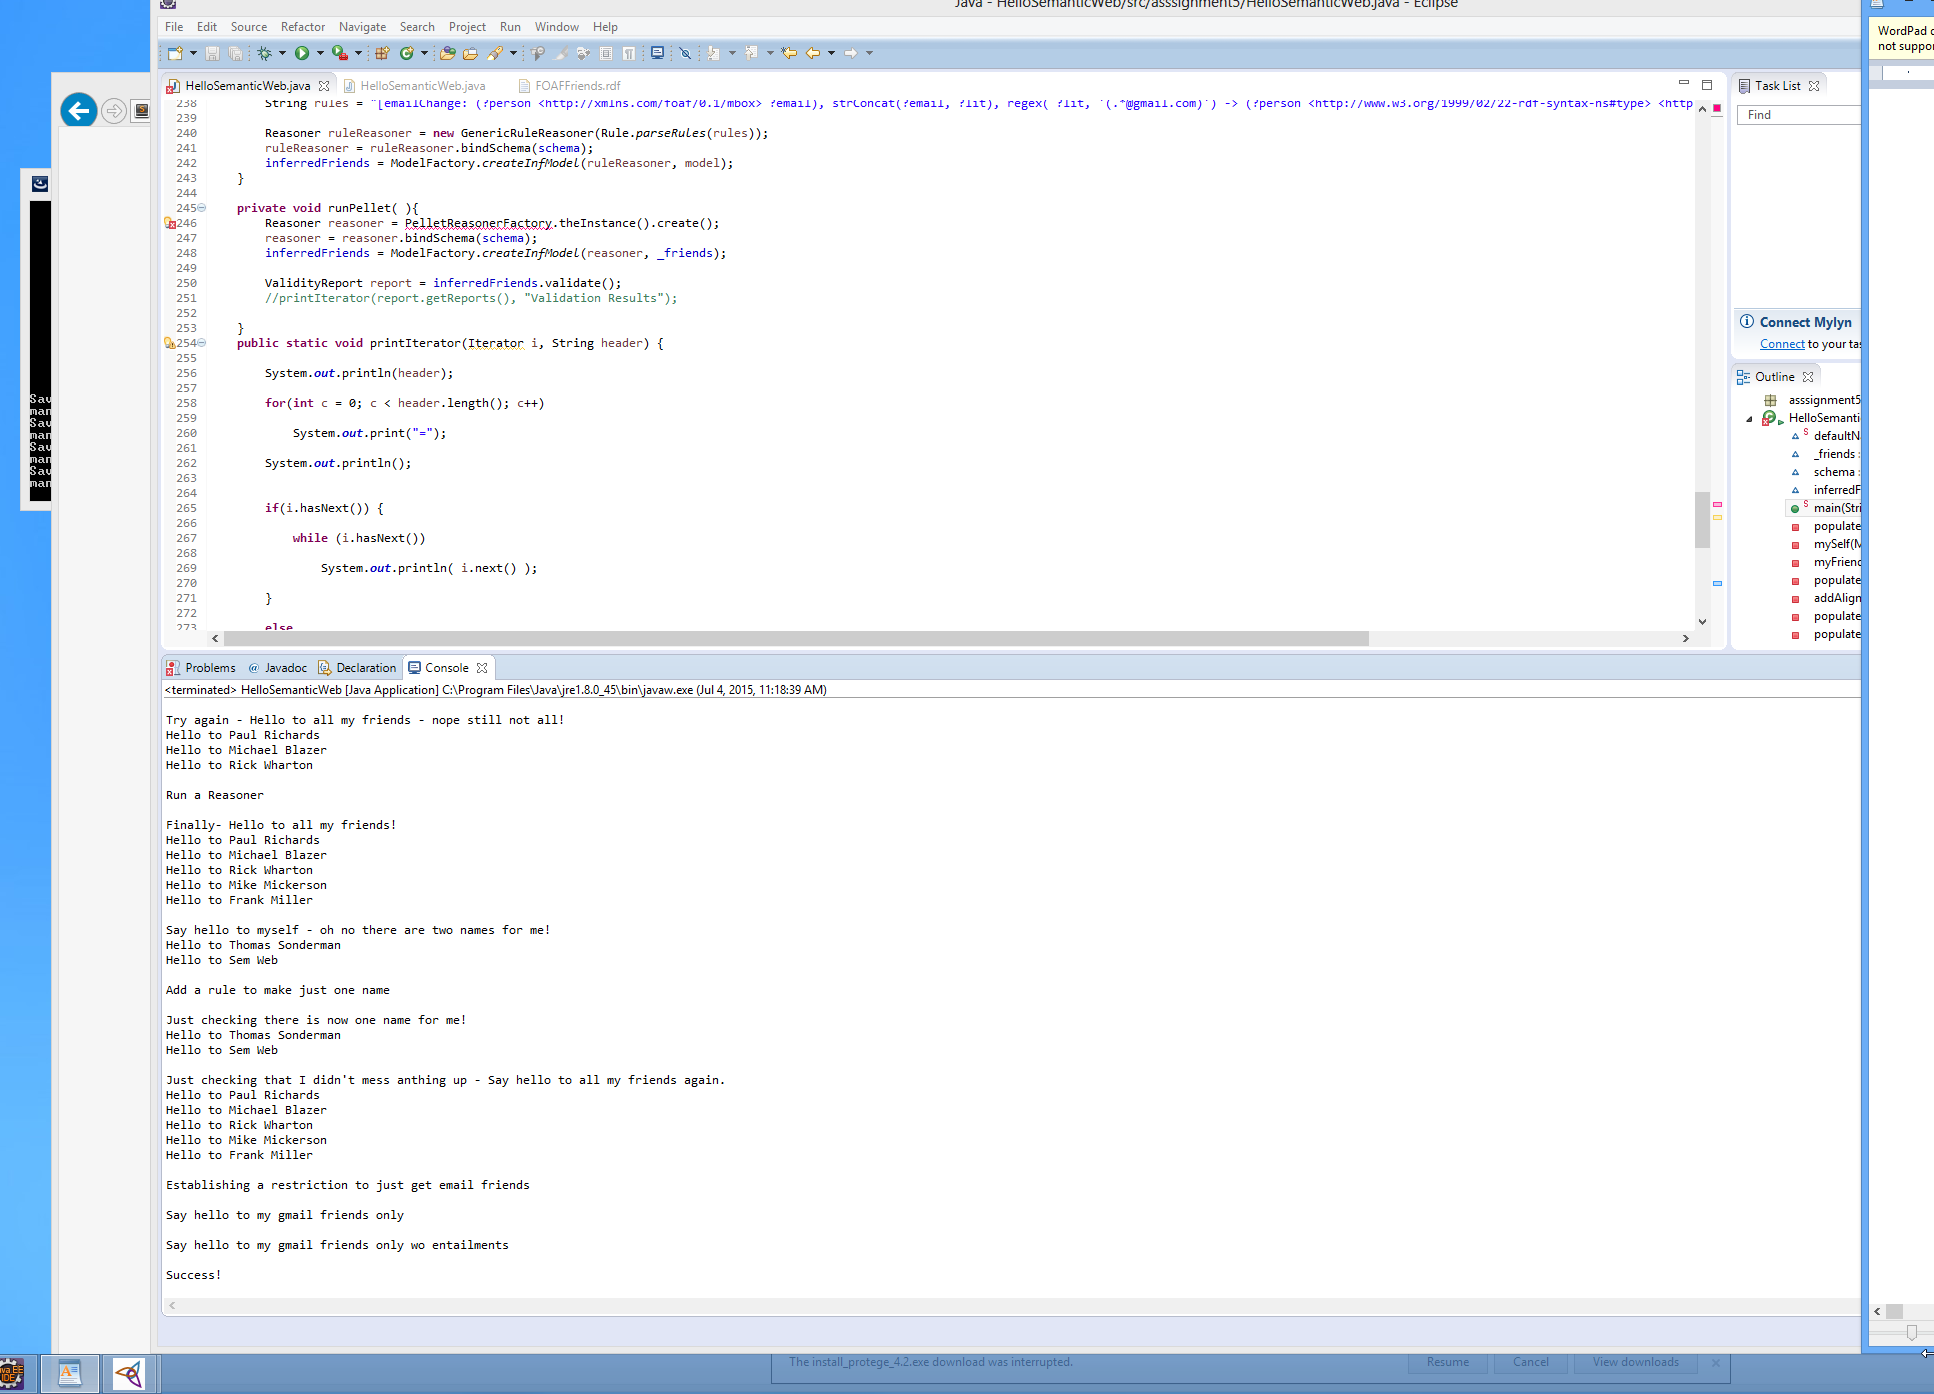 Java - HelloSemanticWeb/src/asssignment5/HelloSemanticWeb.java - Eclipse
File Edit Source Refactor Navigate Search Project Run Window Help
HelloSemanticWeb.java HelloSemanticWeb.java FOAFFriends.rdf
238 String rules = "[emailChange: (?person <http://xmlns.com/foaf/0.1/mbox> ?email), strConcat(?email, ?lit), regex( ?lit, '(.*@gmail.com)') -> (?person <http://www.w3.org/1999/02/22-rdf-syntax-ns#type> <http
239
240 Reasoner ruleReasoner = new GenericRuleReasoner(Rule.parseRules(rules));
241 ruleReasoner = ruleReasoner.bindSchema(schema);
242 inferredFriends = ModelFactory.createInfModel(ruleReasoner, model);
243 }
244
245 private void runPellet( ){
246 Reasoner reasoner = PelletReasonerFactory.theInstance().create();
247 reasoner = reasoner.bindSchema(schema);
248 inferredFriends = ModelFactory.createInfModel(reasoner, _friends);
249
250 ValidityReport report = inferredFriends.validate();
251 //printIterator(report.getReports(), "Validation Results");
252
253 }
254 public static void printIterator(Iterator i, String header) {
255
256 System.out.println(header);
257
258 for(int c = 0; c < header.length(); c++)
259
260 System.out.print("=");
261
262 System.out.println();
263
264
265 if(i.hasNext()) {
266
267 while (i.hasNext())
268
269 System.out.println( i.next() );
270
271 }
272
273 else
Task List
Find
Connect Mylyn
Connect to your tas
Outline
asssignment5
HelloSemanti
defaultN
_friends :
schema :
inferredF
main(Stri
populate
mySelf(M
myFrienc
populate
addAlign
populate
populate
WordPad
not suppo
Sav
man
Sav
man
Sav
man
Sav
man
Problems Javadoc Declaration Console
<terminated> HelloSemanticWeb [Java Application] C:\Program Files\Java\jre1.8.0_45\bin\javaw.exe (Jul 4, 2015, 11:18:39 AM)
Try again - Hello to all my friends - nope still not all!
Hello to Paul Richards
Hello to Michael Blazer
Hello to Rick Wharton
Run a Reasoner
Finally- Hello to all my friends!
Hello to Paul Richards
Hello to Michael Blazer
Hello to Rick Wharton
Hello to Mike Mickerson
Hello to Frank Miller
Say hello to myself - oh no there are two names for me!
Hello to Thomas Sonderman
Hello to Sem Web
Add a rule to make just one name
Just checking there is now one name for me!
Hello to Thomas Sonderman
Hello to Sem Web
Just checking that I didn't mess anthing up - Say hello to all my friends again.
Hello to Paul Richards
Hello to Michael Blazer
Hello to Rick Wharton
Hello to Mike Mickerson
Hello to Frank Miller
Establishing a restriction to just get email friends
Say hello to my gmail friends only
Say hello to my gmail friends only wo entailments
Success!
The install_protege_4.2.exe download was interrupted. Resume Cancel View downloads